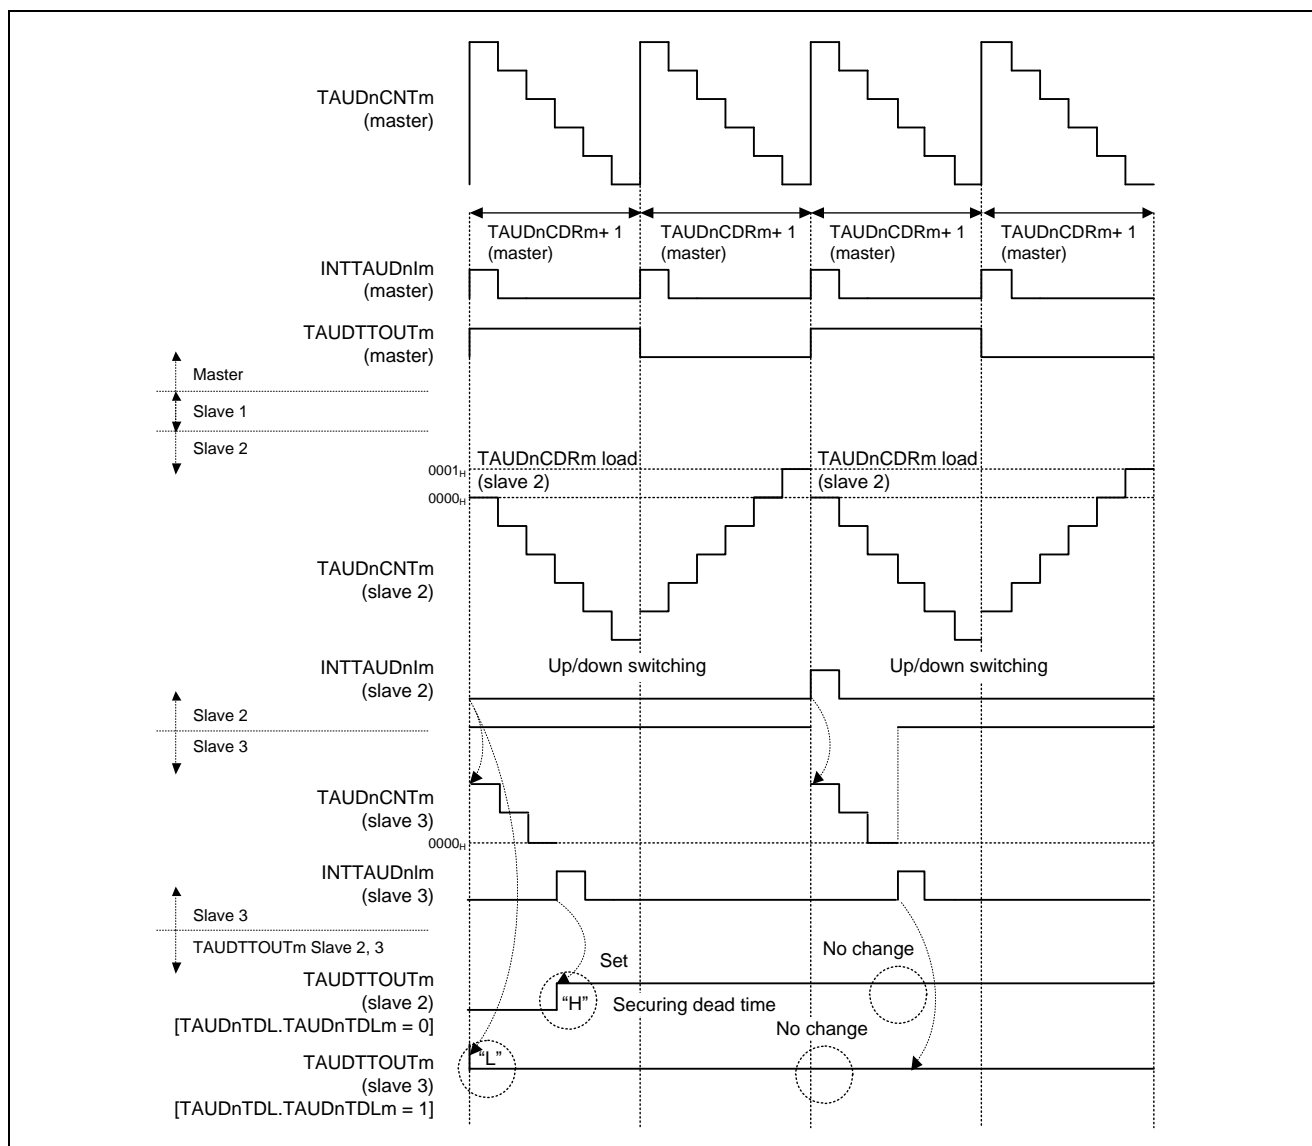 TAUDnCNTm
(master)
TAUDnCDRm+ 1
(master)
TAUDnCDRm+ 1
(master)
TAUDnCDRm+ 1
(master)
TAUDnCDRm+ 1
(master)
INTTAUDnIm
(master)
TAUDTTOUTm
(master)
Master
Slave 1
Slave 2
0001H
TAUDnCDRm load
(slave 2)
TAUDnCDRm load
(slave 2)
0000H
TAUDnCNTm
(slave 2)
Up/down switching
Up/down switching
INTTAUDnIm
(slave 2)
Slave 2
Slave 3
TAUDnCNTm
(slave 3)
0000H
INTTAUDnIm
(slave 3)
Slave 3
TAUDTTOUTm Slave 2, 3
No change
Set
TAUDTTOUTm
(slave 2)
[TAUDnTDL.TAUDnTDLm = 0]
“H”
Securing dead time
No change
TAUDTTOUTm
(slave 3)
[TAUDnTDL.TAUDnTDLm = 1]
“L”